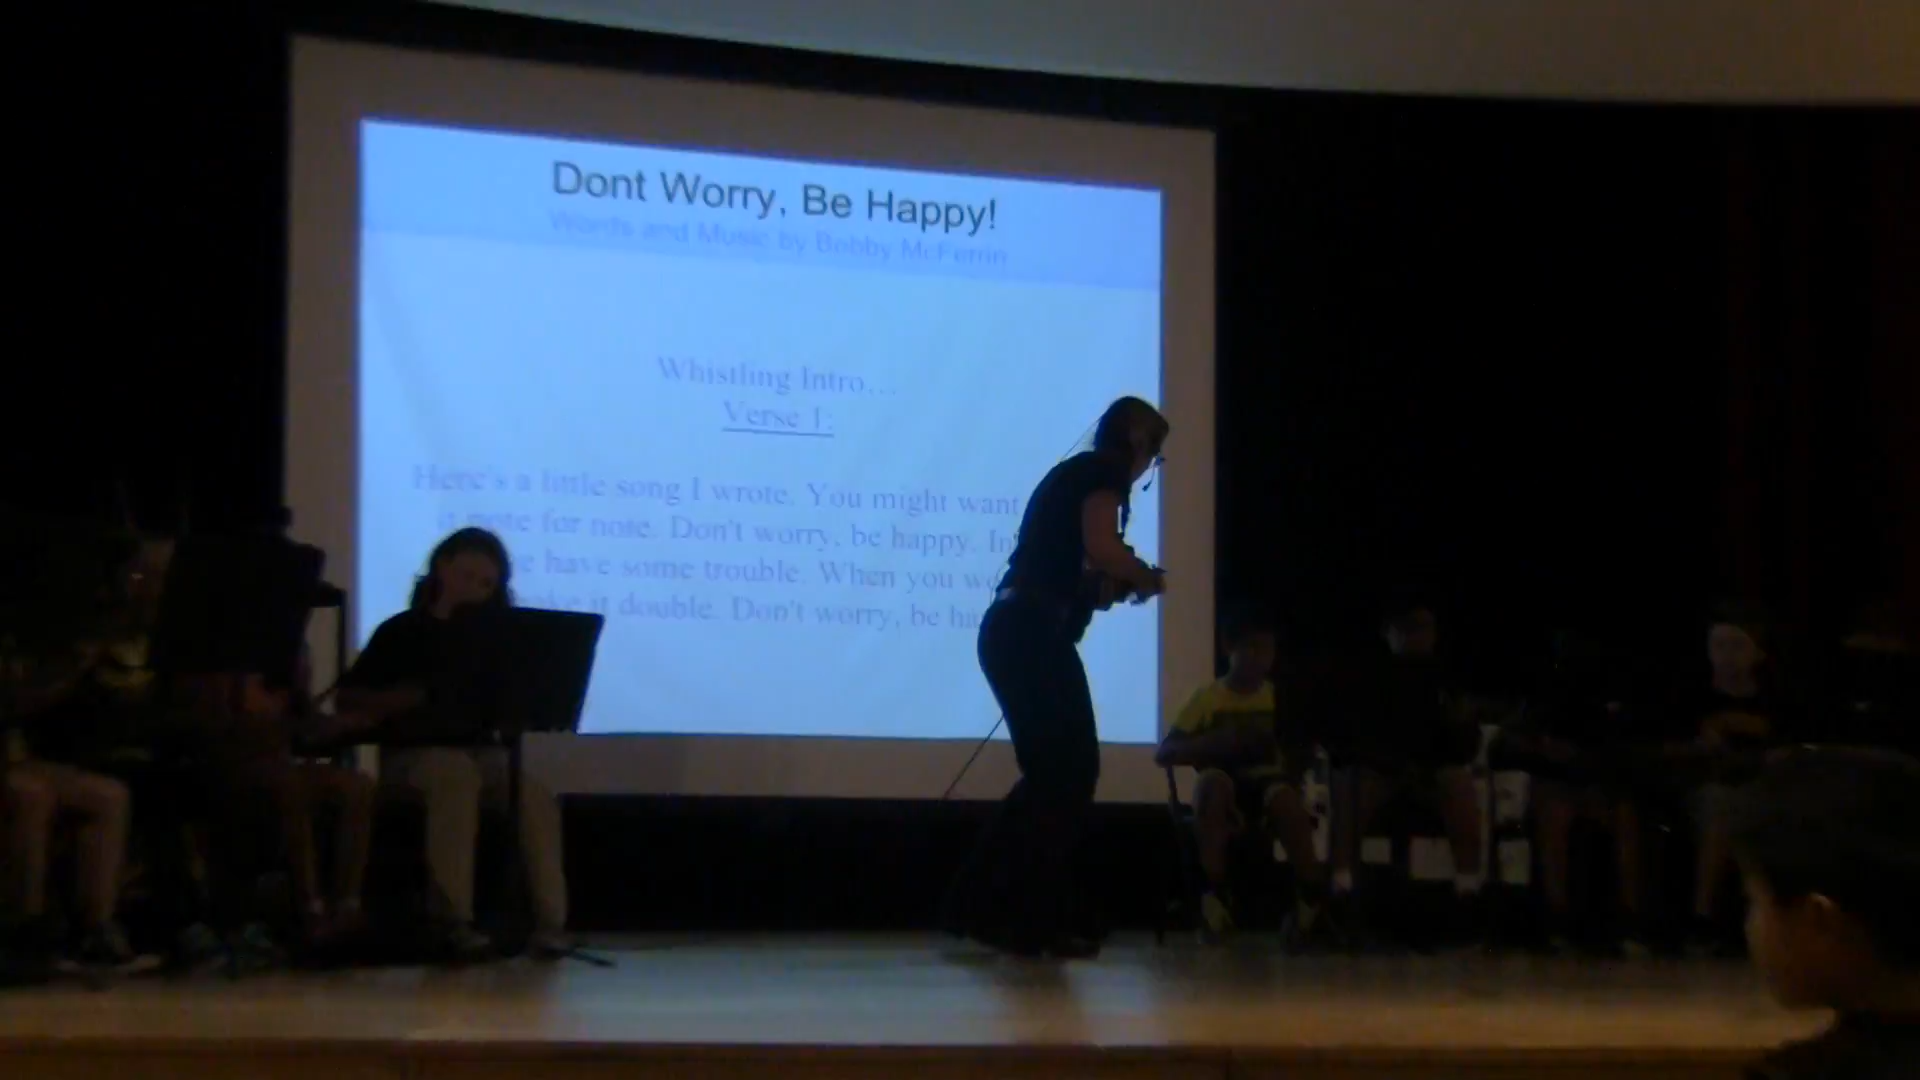 Dont Worry, Be Happy!
Words and Music by Bobby McFerrin
Whistling Intro...
Verse 1:
Here's a little song I wrote. You might want
note for note. Don't worry, be happy. In
have some trouble. When you
it double. Don't worry, be